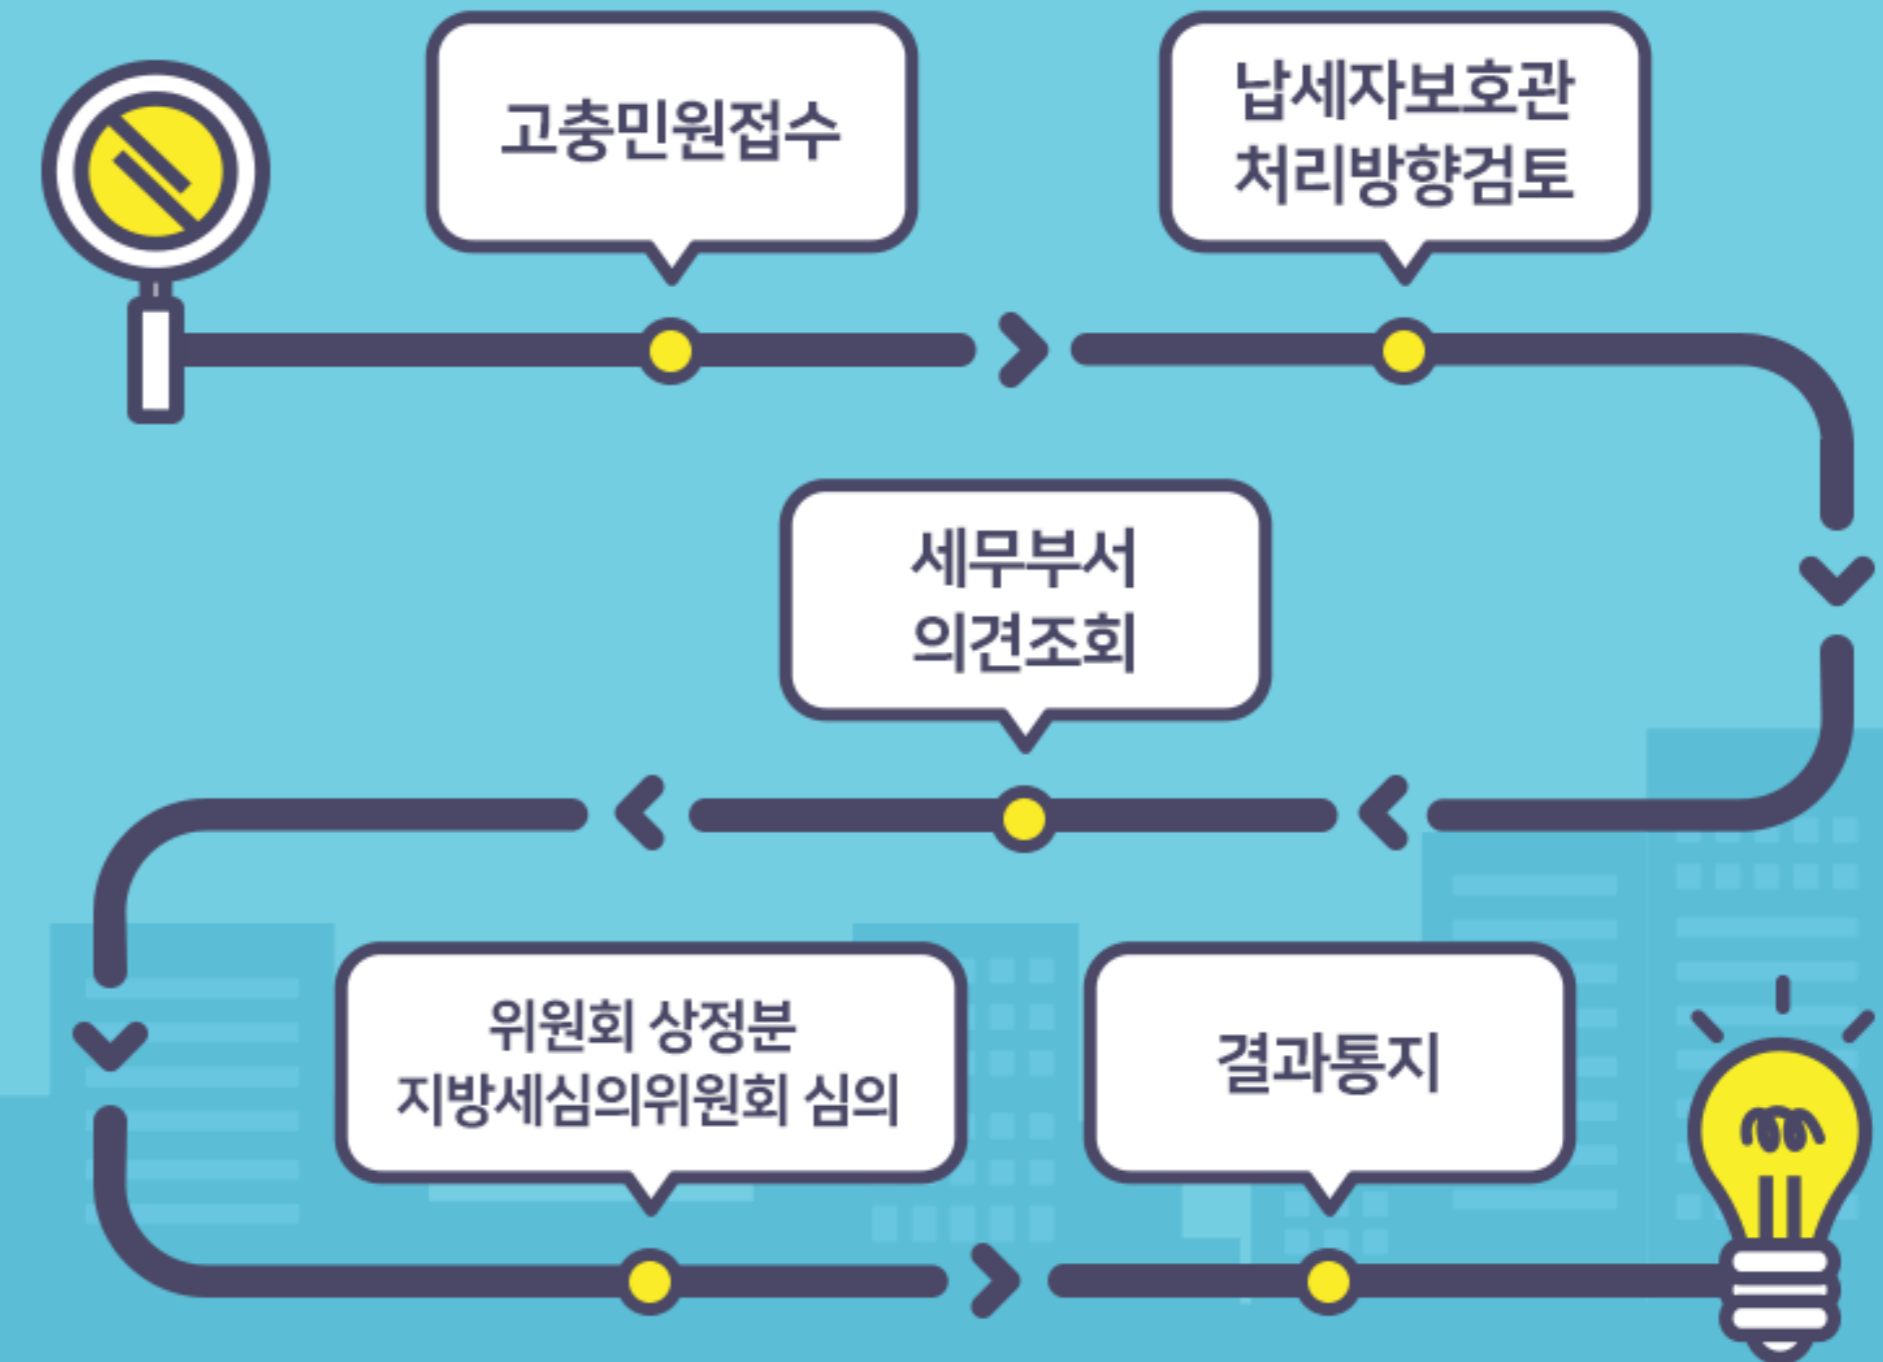 고충민원접수
납세자보호관
처리방향검토
세무부서
의견조회
위원회 상정분
지방세심의위원회 심의
결과통지